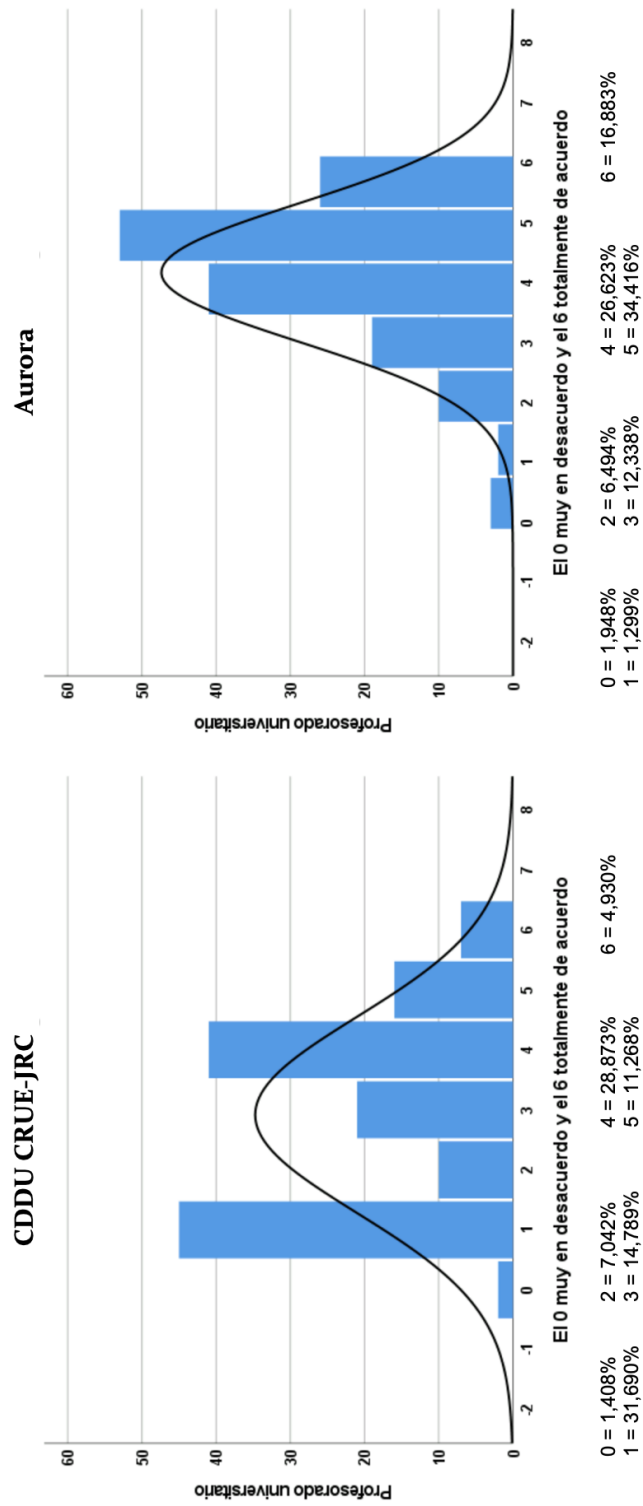 CDDU CRUE-JRC
Profesorado universitario
60
50
40
30
20
10
0
-2 -1 0 1 2 3 4 5 6 7 8
El 0 muy en desacuerdo y el 6 totalmente de acuerdo
0 = 1,408% 2 = 7,042% 4 = 28,873% 6 = 4,930%
1 = 31,690% 3 = 14,789% 5 = 11,268%
Aurora
Profesorado universitario
60
50
40
30
20
10
0
-2 -1 0 1 2 3 4 5 6 7 8
El 0 muy en desacuerdo y el 6 totalmente de acuerdo
0 = 1,948% 2 = 6,494% 4 = 26,623% 6 = 16,883%
1 = 1,299% 3 = 12,338% 5 = 34,416%